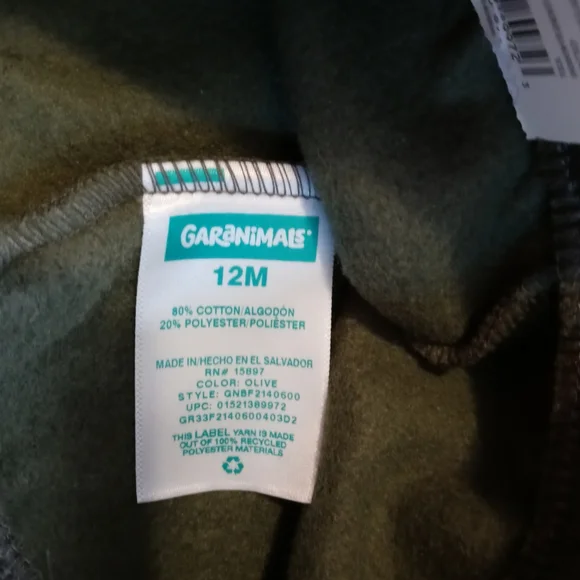 GARANIMALS
12M
80% COTTON/ALGODÓN
20% POLYESTER/POLIÉSTER
MADE IN/HECHO EN EL SALVADOR
RN# 15897
COLOR: OLIVE
STYLE: GNBF2140600
UPC: 01521389972
GR33F2140600403D2
THIS LABEL YARN IS MADE
OUT OF 100% RECYCLED
POLYESTER MATERIALS